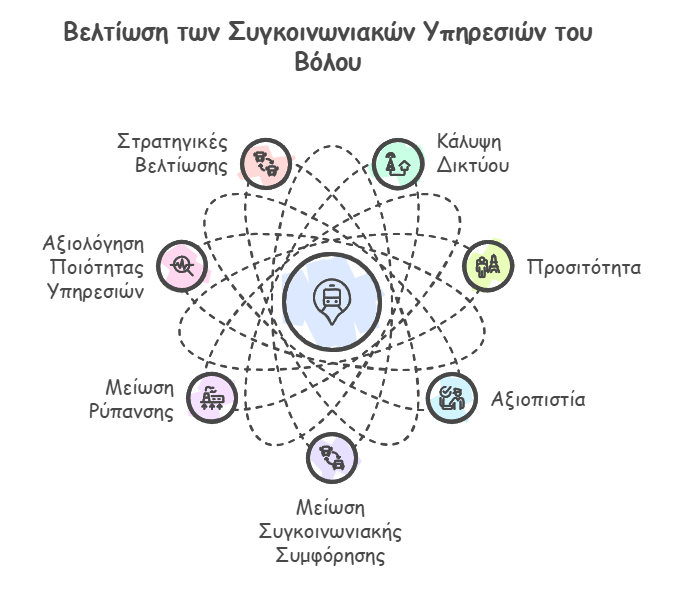 Βελτίωση των Συγκοινωνιακών Υπηρεσιών του
Βόλου
Στρατηγικές
Βελτίωσης
Κάλυψη
Δικτύου
Αξιολόγηση
Ποιότητας
Υπηρεσιών
Προσιτότητα
Μείωση
Ρύπανσης
Αξιοπιστία
Μείωση
Συγκοινωνιακής
Συμφόρησης